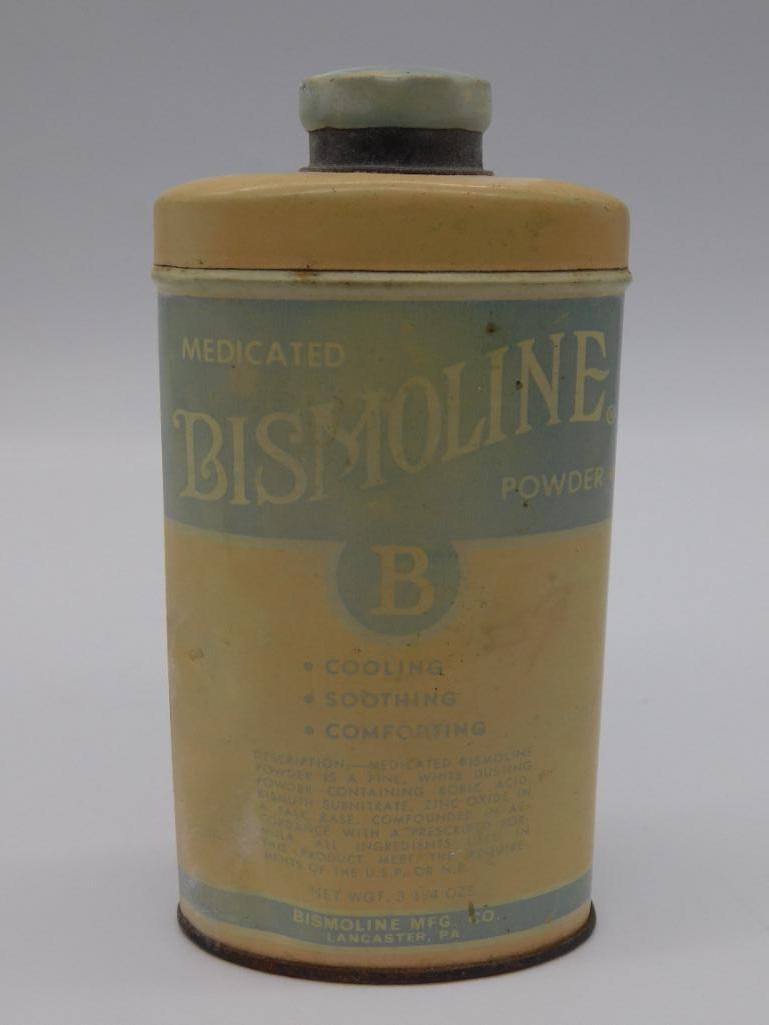 MEDICATED
BISMOLINE®
POWDER
B
• COOLING
• SOOTHING
• COMFORTING
DESCRIPTION:—MEDICATED BISMOLINE
POWDER IS A FINE, WHITE DUSTING
POWDER CONTAINING BORIC ACID,
BISMUTH SUBNITRATE, ZINC OXIDE IN
A TALC BASE. COMPOUNDED IN AC-
CORDANCE WITH A PRESCRIBED FOR-
MULA. ALL INGREDIENTS USED IN
THIS PRODUCT MEET THE REQUIRE-
MENTS OF THE U.S.P. OR N.F.
NET WGT. 3 1/4 OZS.
BISMOLINE MFG. CO.
LANCASTER, PA